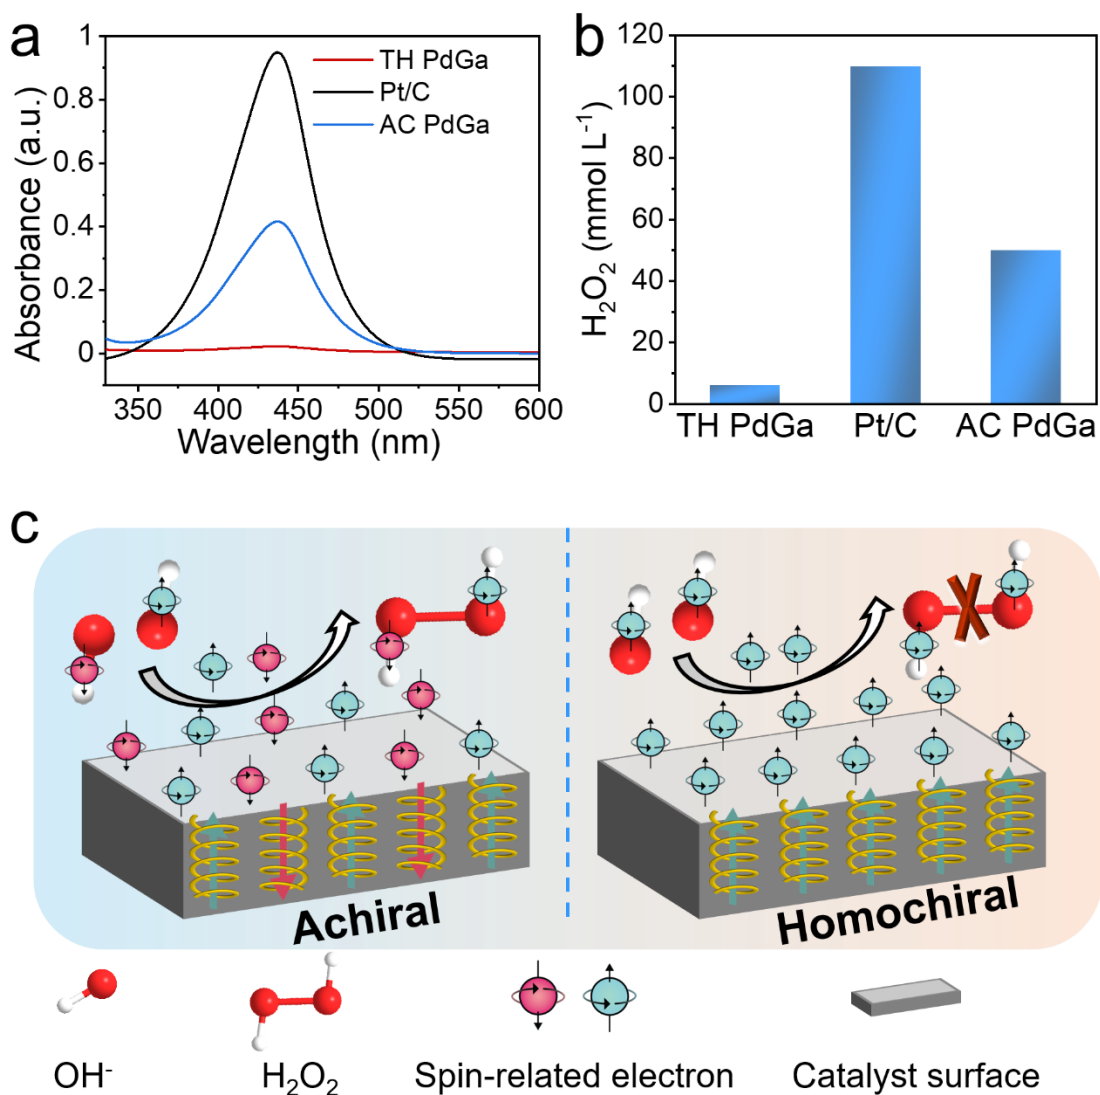 a
1
0.8
0.6
0.4
0.2
0
Absorbance (a.u.)
TH PdGa
Pt/C
AC PdGa
350 400 450 500 550 600
Wavelength (nm)
b
120
100
80
60
40
20
0
H₂O₂ (mmol L⁻¹)
TH PdGa Pt/C AC PdGa
c
Achiral
Homochiral
OH⁻ H₂O₂ Spin-related electron Catalyst surface